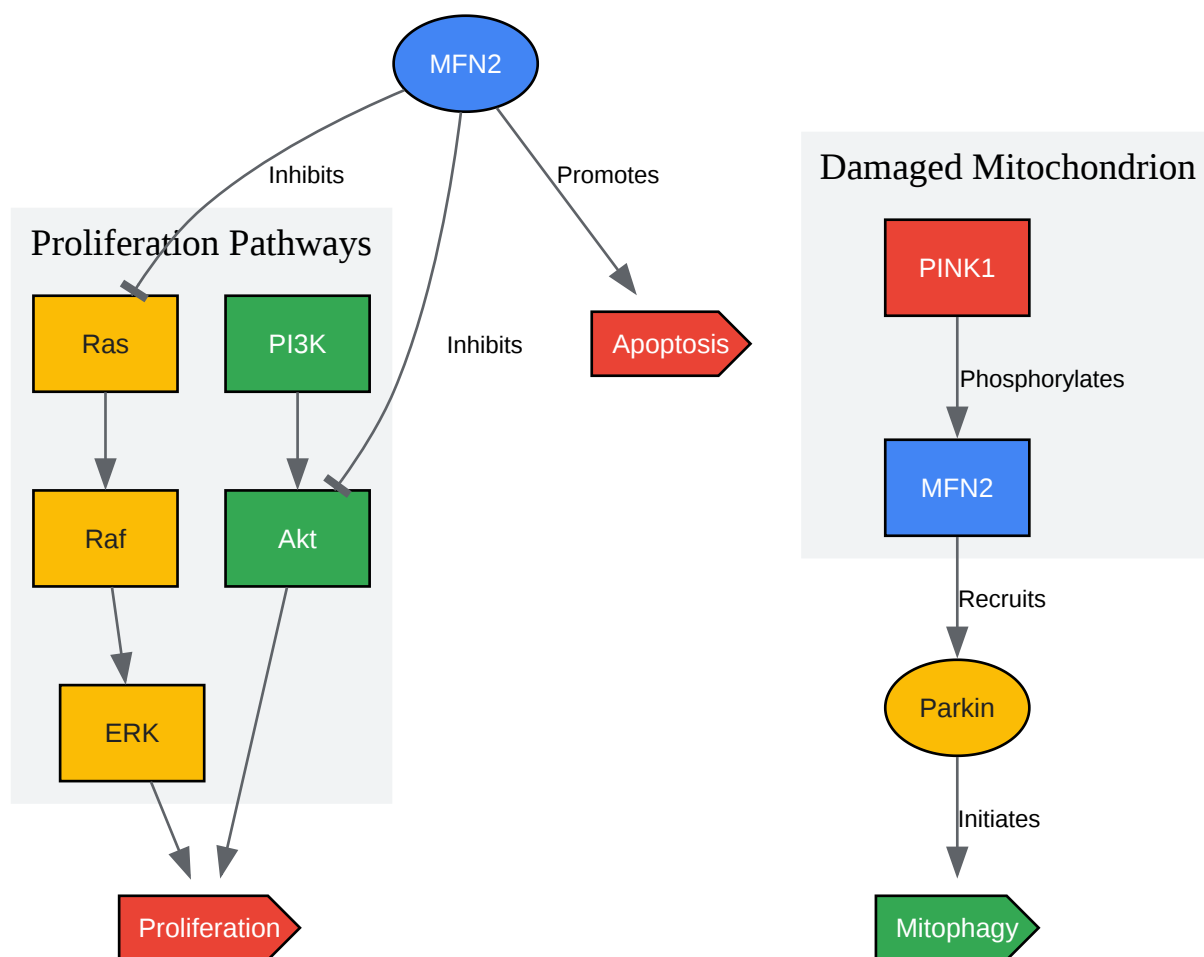 MFN2
Inhibits
Promotes
Proliferation Pathways
Ras
PI3K
Inhibits
Apoptosis
Raf
Akt
ERK
Proliferation
Damaged Mitochondrion
PINK1
Phosphorylates
MFN2
Recruits
Parkin
Initiates
Mitophagy